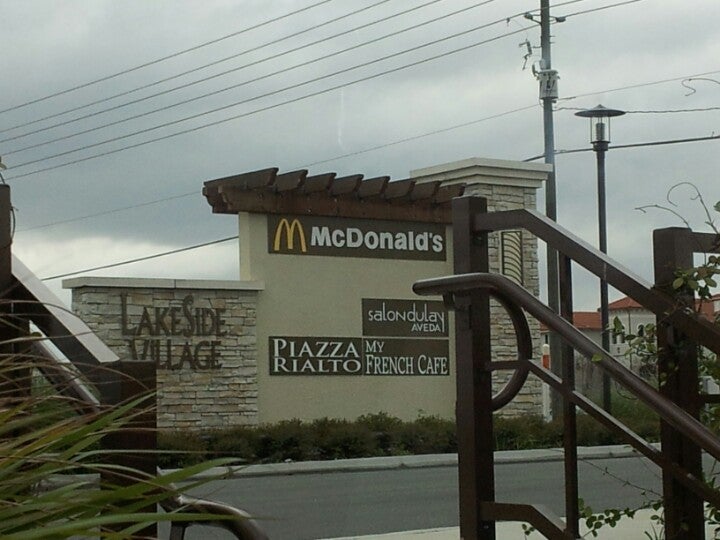 McDonald's
LAKESIDE
VILLAGE
salondulay
AVEDA
PIAZZA
RIALTO
MY
FRENCH CAFE